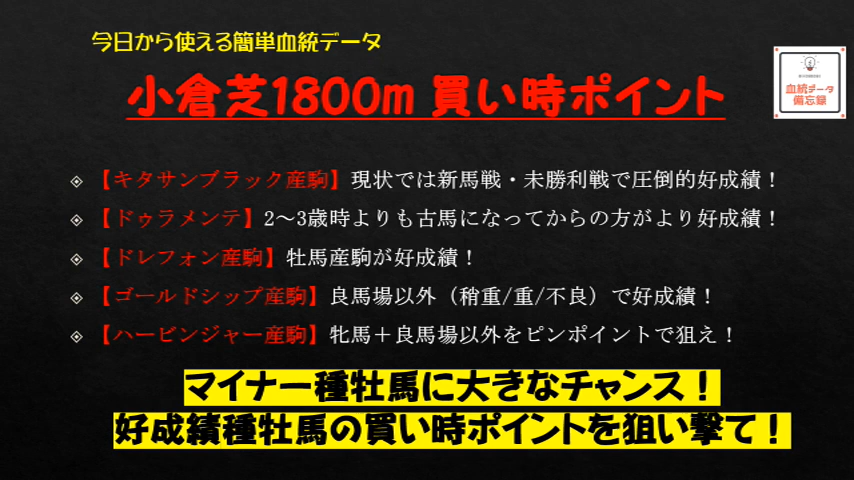 今日から使える簡単血統データ
血統データ
備忘録
小倉芝1800m 買い時ポイント
【キタサンブラック産駒】現状では新馬戦・未勝利戦で圧倒的好成績！
【ドゥラメンテ】2～3歳時よりも古馬になってからの方がより好成績！
【ドレフォン産駒】牡馬産駒が好成績！
【ゴールドシップ産駒】良馬場以外（稍重/重/不良）で好成績！
【ハービンジャー産駒】牝馬＋良馬場以外をピンポイントで狙え！
マイナー種牡馬に大きなチャンス！
好成績種牡馬の買い時ポイントを狙い撃て！